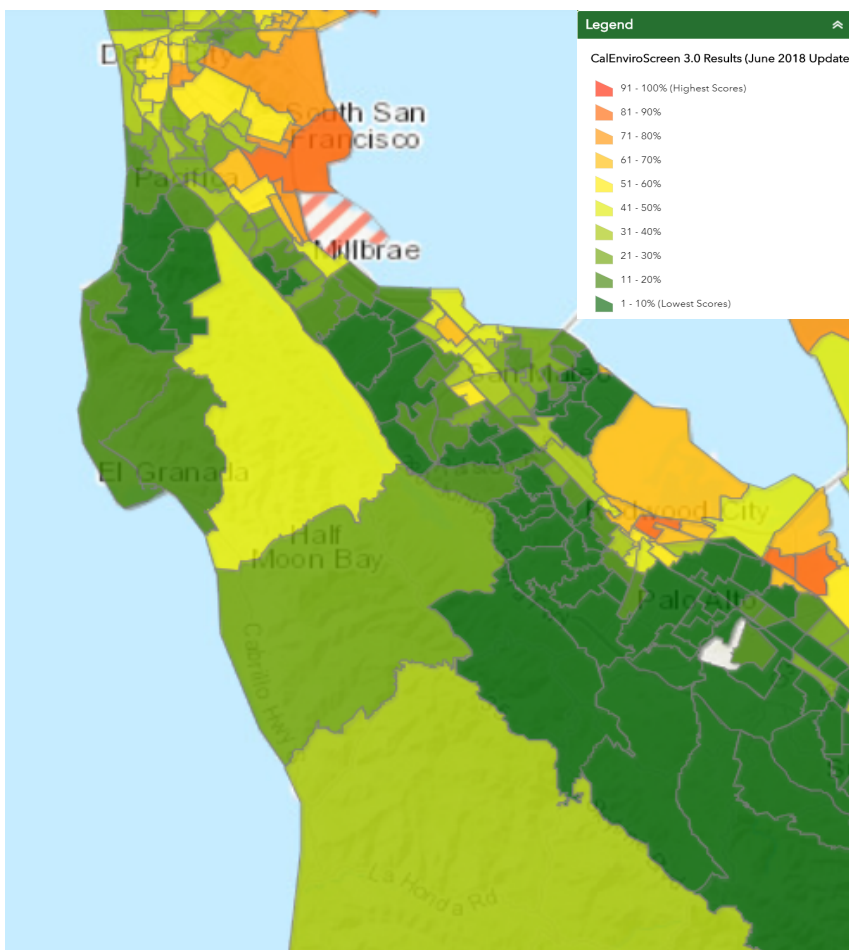 Legend
CalEnviroScreen 3.0 Results (June 2018 Update
91 - 100% (Highest Scores)
81 - 90%
71 - 80%
61 - 70%
51 - 60%
41 - 50%
31 - 40%
21 - 30%
11 - 20%
1 - 10% (Lowest Scores)
Daly City
South San
Francisco
Pacifica
Millbrae
San Mateo
El Granada
Redwood City
Half
Moon Bay
Palo Alto
Cabrillo Hwy S
La Honda Rd